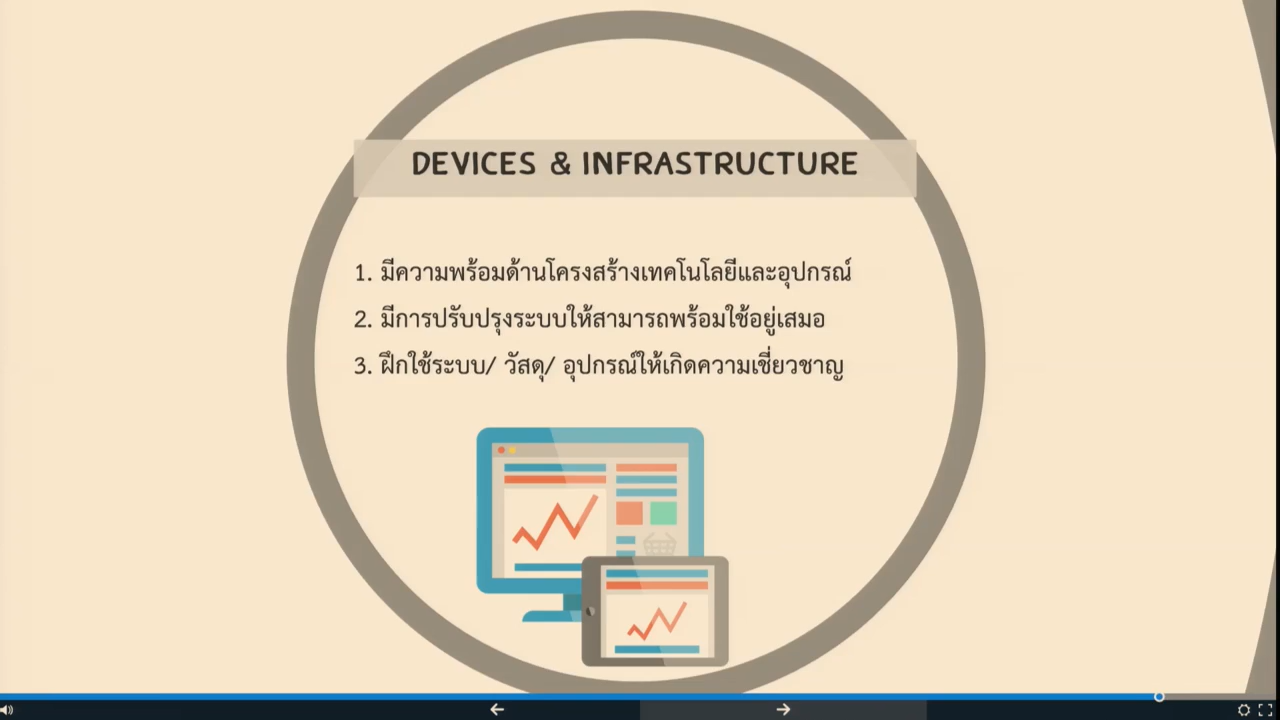 DEVICES & INFRASTRUCTURE
1. มีความพร้อมด้านโครงสร้างเทคโนโลยีและอุปกรณ์
2. มีการปรับปรุงระบบให้สามารถพร้อมใช้อยู่เสมอ
3. ฝึกใช้ระบบ/ วัสดุ/ อุปกรณ์ให้เกิดความเชี่ยวชาญ